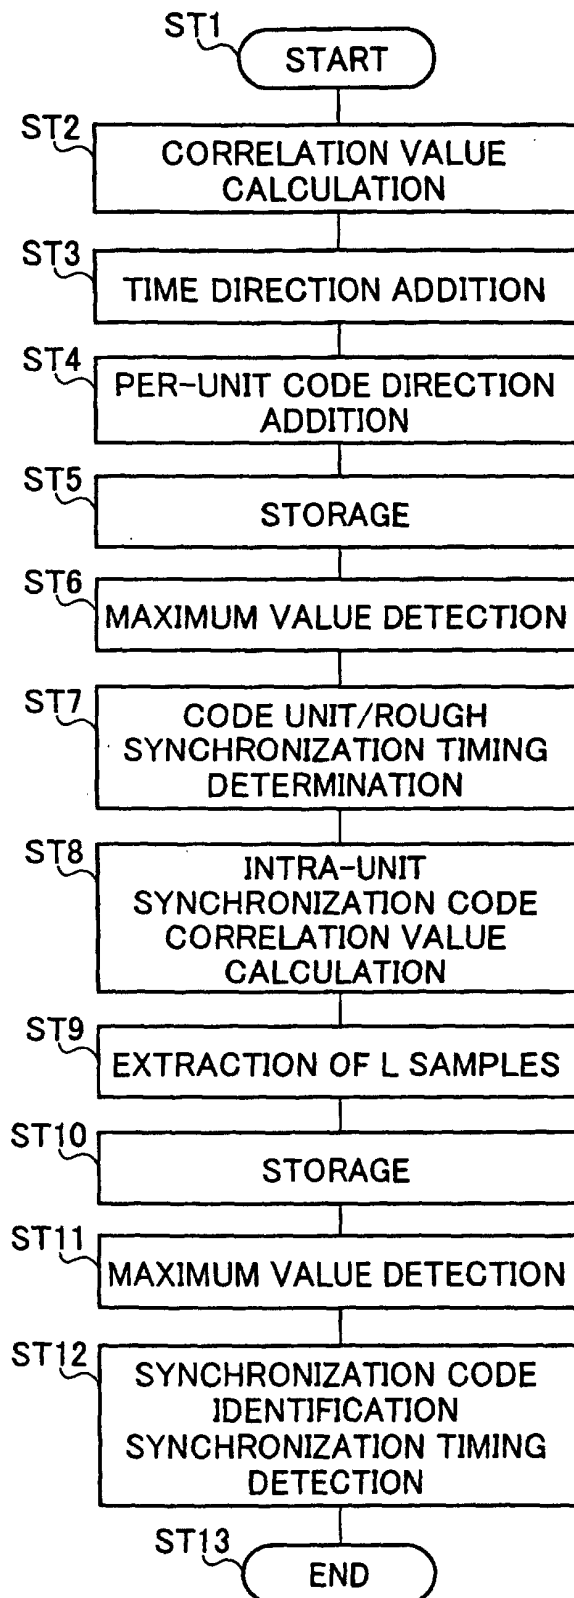 ST1
START
ST2
CORRELATION VALUE
CALCULATION
ST3
TIME DIRECTION ADDITION
ST4
PER-UNIT CODE DIRECTION
ADDITION
ST5
STORAGE
ST6
MAXIMUM VALUE DETECTION
ST7
CODE UNIT/ROUGH
SYNCHRONIZATION TIMING
DETERMINATION
ST8
INTRA-UNIT
SYNCHRONIZATION CODE
CORRELATION VALUE
CALCULATION
ST9
EXTRACTION OF L SAMPLES
ST10
STORAGE
ST11
MAXIMUM VALUE DETECTION
ST12
SYNCHRONIZATION CODE
IDENTIFICATION
SYNCHRONIZATION TIMING
DETECTION
ST13
END